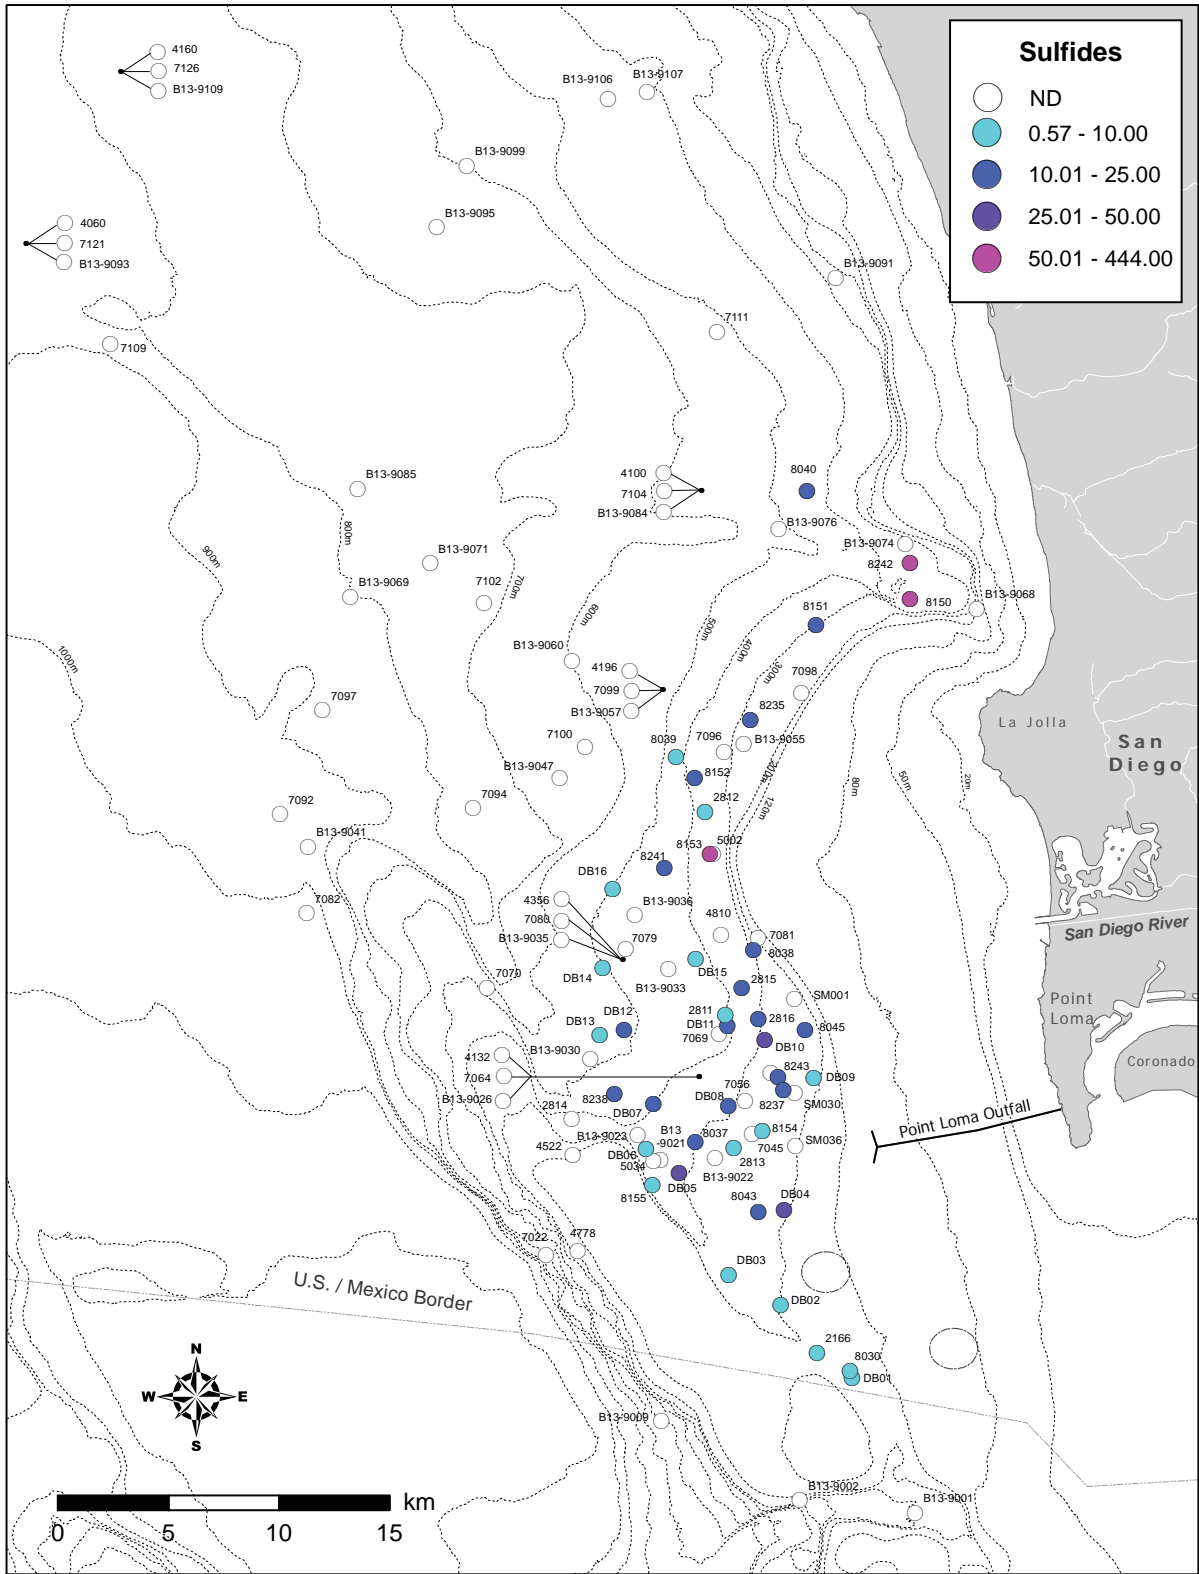 Sulfides
ND
0.57 - 10.00
10.01 - 25.00
25.01 - 50.00
50.01 - 444.00
4160
7126
B13-9109
B13-9106
B13-9107
B13-9099
B13-9095
4060
7121
B13-9093
B13-9091
7111
7109
4100
7104
B13-9084
8040
B13-9085
B13-9076
B13-9074
8242
800m
900m
B13-9071
B13-9069
7102
700m
600m
500m
8150
B13-9068
8151
400m
300m
1000m
B13-9060
4196
7099
B13-9057
7098
7097
8235
La Jolla
San
Diego
7100
8039
7096
B13-9055
B13-9047
8152
200m
120m
80m
50m
20m
7092
7094
2812
B13-9041
8153
5002
8241
DB16
7082
4356
7080
B13-9035
B13-9036
4810
7079
7081
8038
San Diego River
DB14
B13-9033
DB15
7070
2815
SM001
Point
Loma
DB12
DB13
2811
DB11
7069
2816
8045
DB10
Coronado
4132
7064
B13-9026
B13-9030
8243
DB09
7056
8238
DB07
DB08
8237
SM030
2814
Point Loma Outfall
B13-9023
B13
-9021
8037
8154
7045
SM036
4522
DB06
5034
2813
B13-9022
DB05
8155
8043
DB04
7022
4778
DB03
U.S. / Mexico Border
DB02
2166
8030
DB01
N
W
E
S
B13-9009
B13-9002
B13-9001
km
0
5
10
15